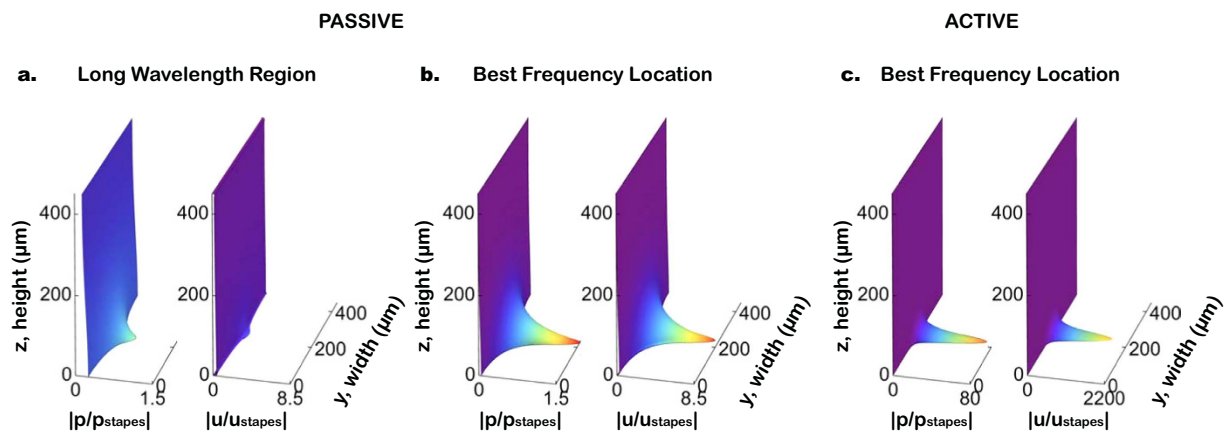 PASSIVE
ACTIVE
a. Long Wavelength Region
b. Best Frequency Location
c. Best Frequency Location
z, height (µm)
400
200
0
0
1.5
|p/pstapes|
400
200
0
0
8.5
|u/ustapes|
400
200
0
y, width (µm)
z, height (µm)
400
200
0
0
1.5
|p/pstapes|
400
200
0
0
8.5
|u/ustapes|
400
200
0
y, width (µm)
z, height (µm)
400
200
0
0
80
|p/pstapes|
400
200
0
0
2200
|u/ustapes|
400
200
0
y, width (µm)